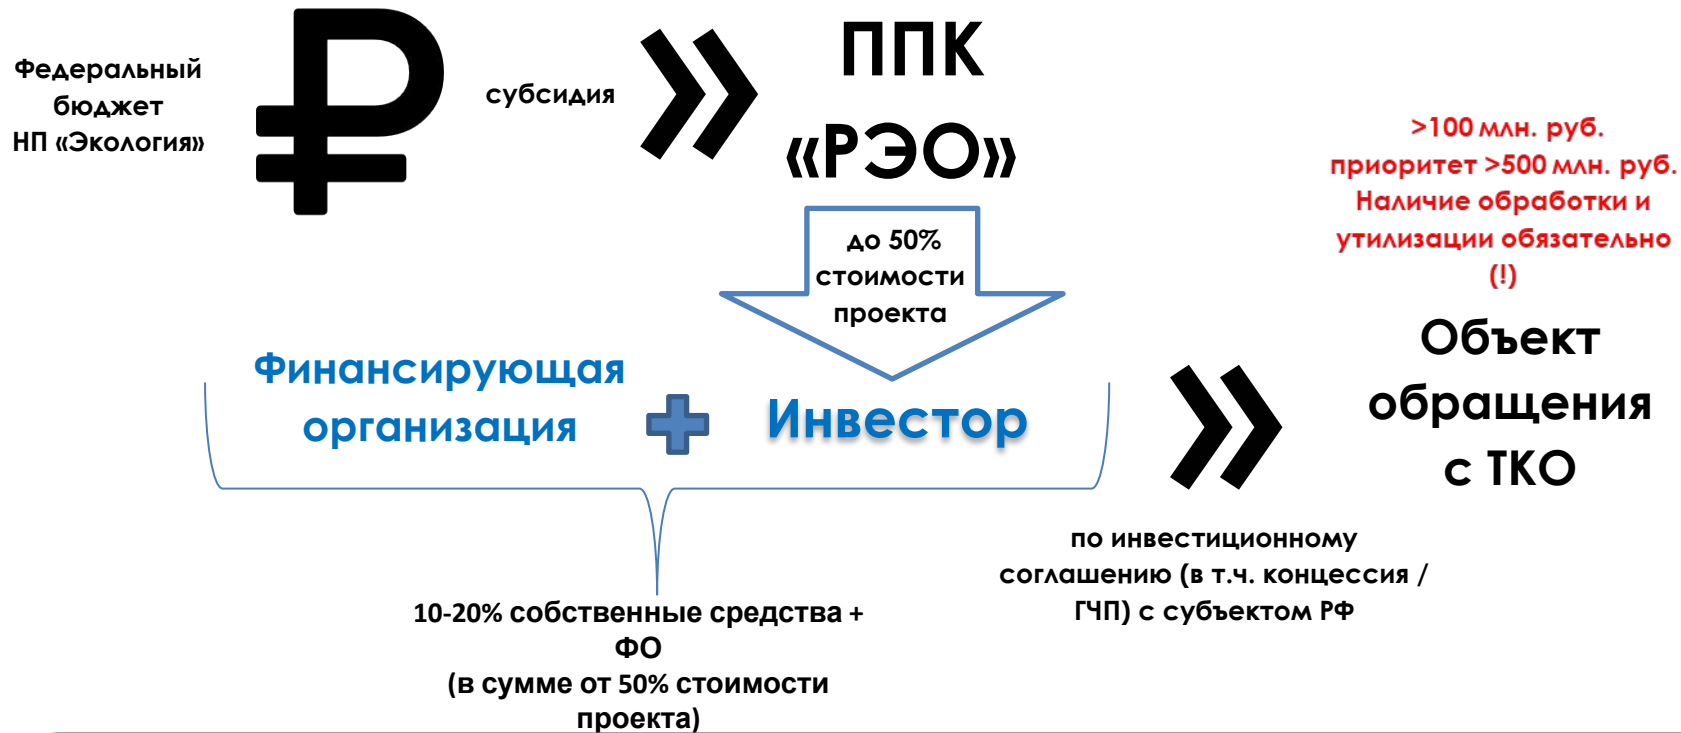 Федеральный
бюджет
НП «Экология»
субсидия
ППК
«РЭО»
до 50%
стоимости
проекта
>100 млн. руб.
приоритет >500 млн. руб.
Наличие обработки и
утилизации обязательно
(!)
Финансирующая
организация
Инвестор
Объект
обращения
с ТКО
по инвестиционному
соглашению (в т.ч. концессия /
ГЧП) с субъектом РФ
10-20% собственные средства +
ФО
(в сумме от 50% стоимости
проекта)